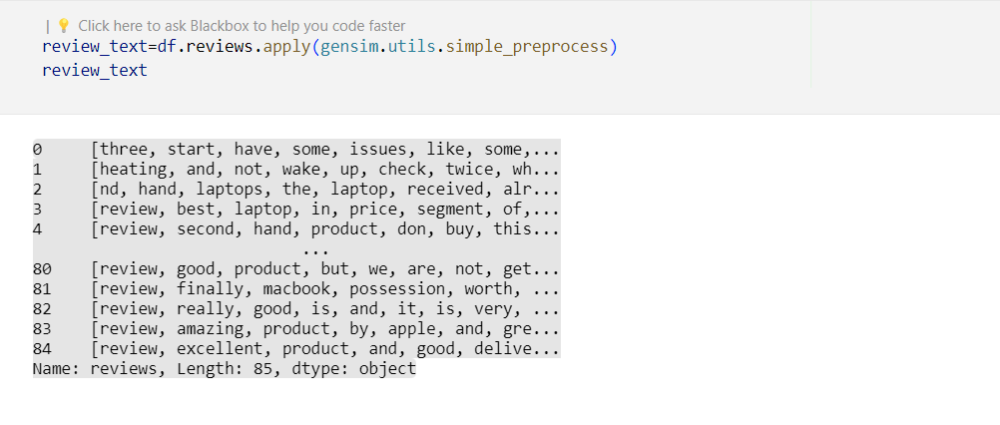 | 💡 Click here to ask Blackbox to help you code faster
review_text=df.reviews.apply(gensim.utils.simple_preprocess)
review_text
0     [three, start, have, some, issues, like, some,...
1     [heating, and, not, wake, up, check, twice, wh...
2     [nd, hand, laptops, the, laptop, received, alr...
3     [review, best, laptop, in, price, segment, of,...
4     [review, second, hand, product, don, buy, this...
                            ...
80    [review, good, product, but, we, are, not, get...
81    [review, finally, macbook, possession, worth, ...
82    [review, really, good, is, and, it, is, very, ...
83    [review, amazing, product, by, apple, and, gre...
84    [review, excellent, product, and, good, delive...
Name: reviews, Length: 85, dtype: object